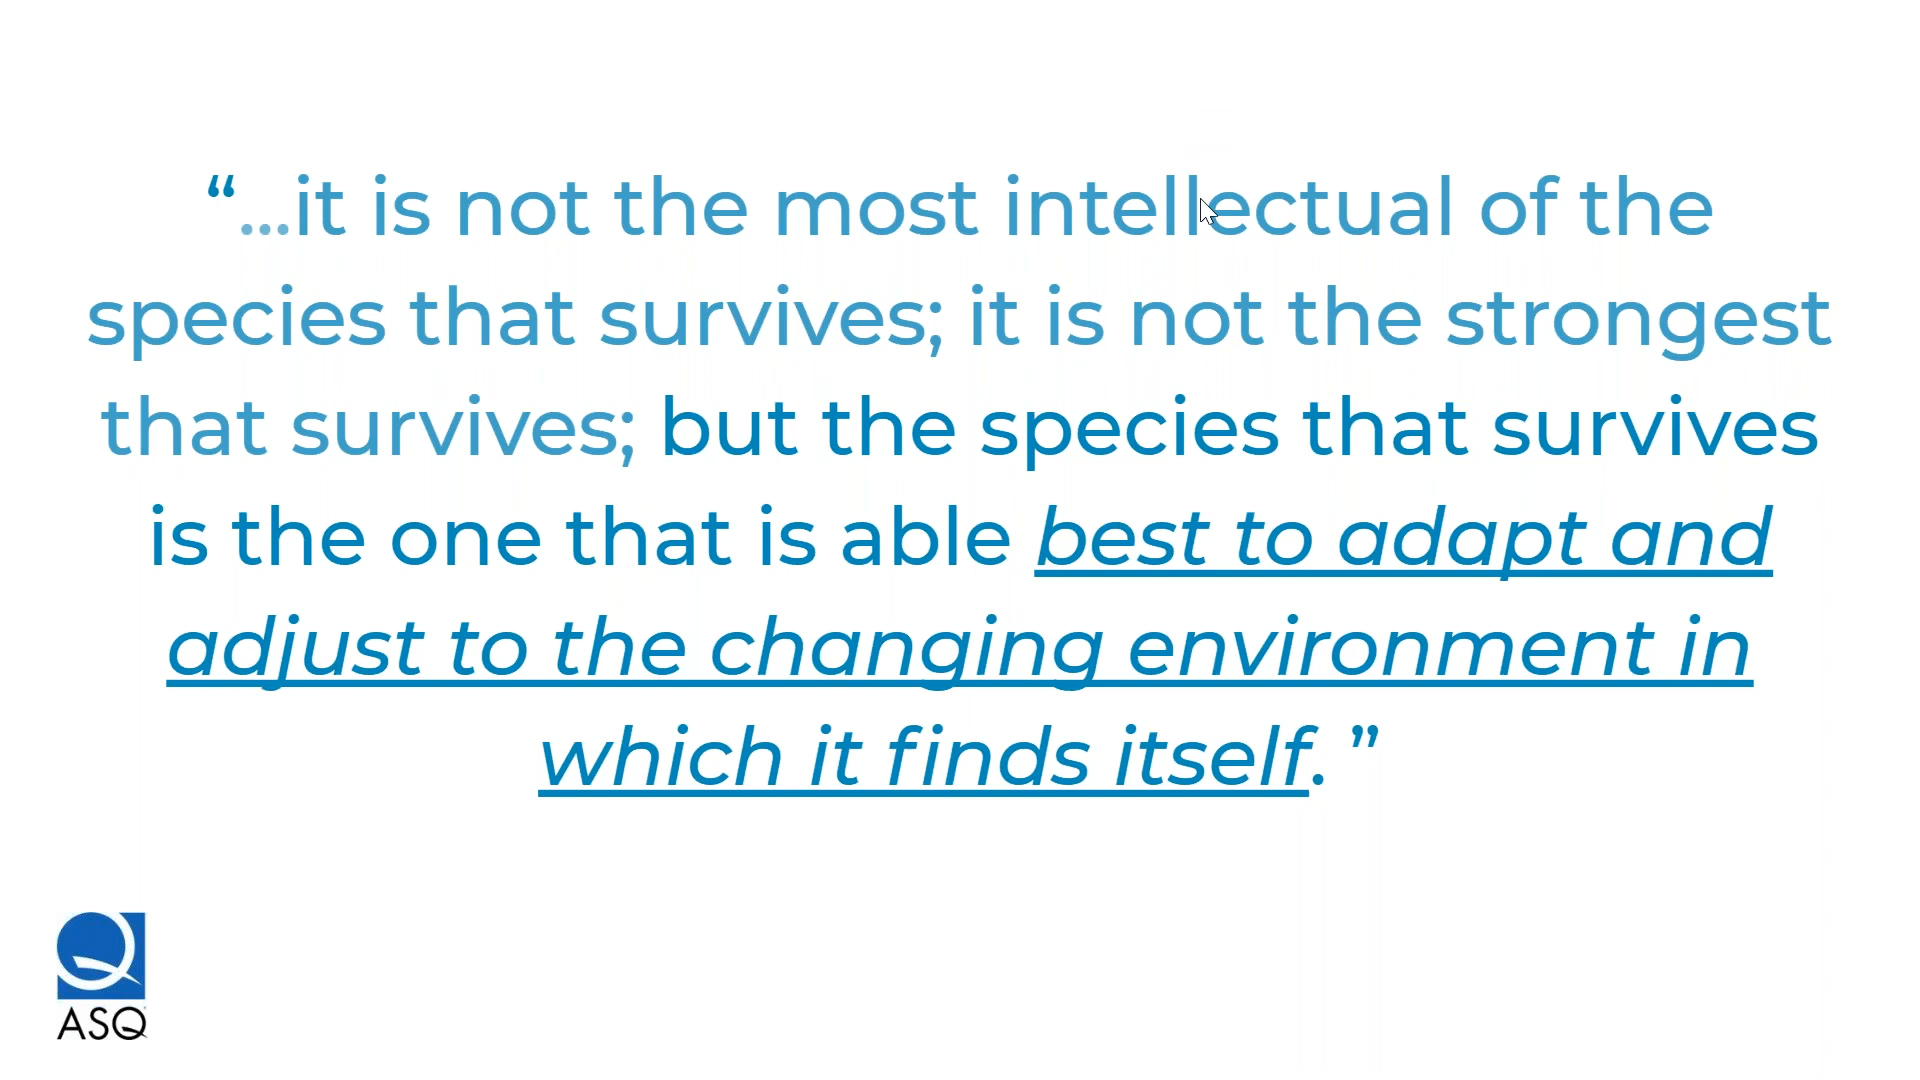 “...it is not the most intellectual of the
species that survives; it is not the strongest
that survives; but the species that survives
is the one that is able best to adapt and
adjust to the changing environment in
which it finds itself. ”
ASQ